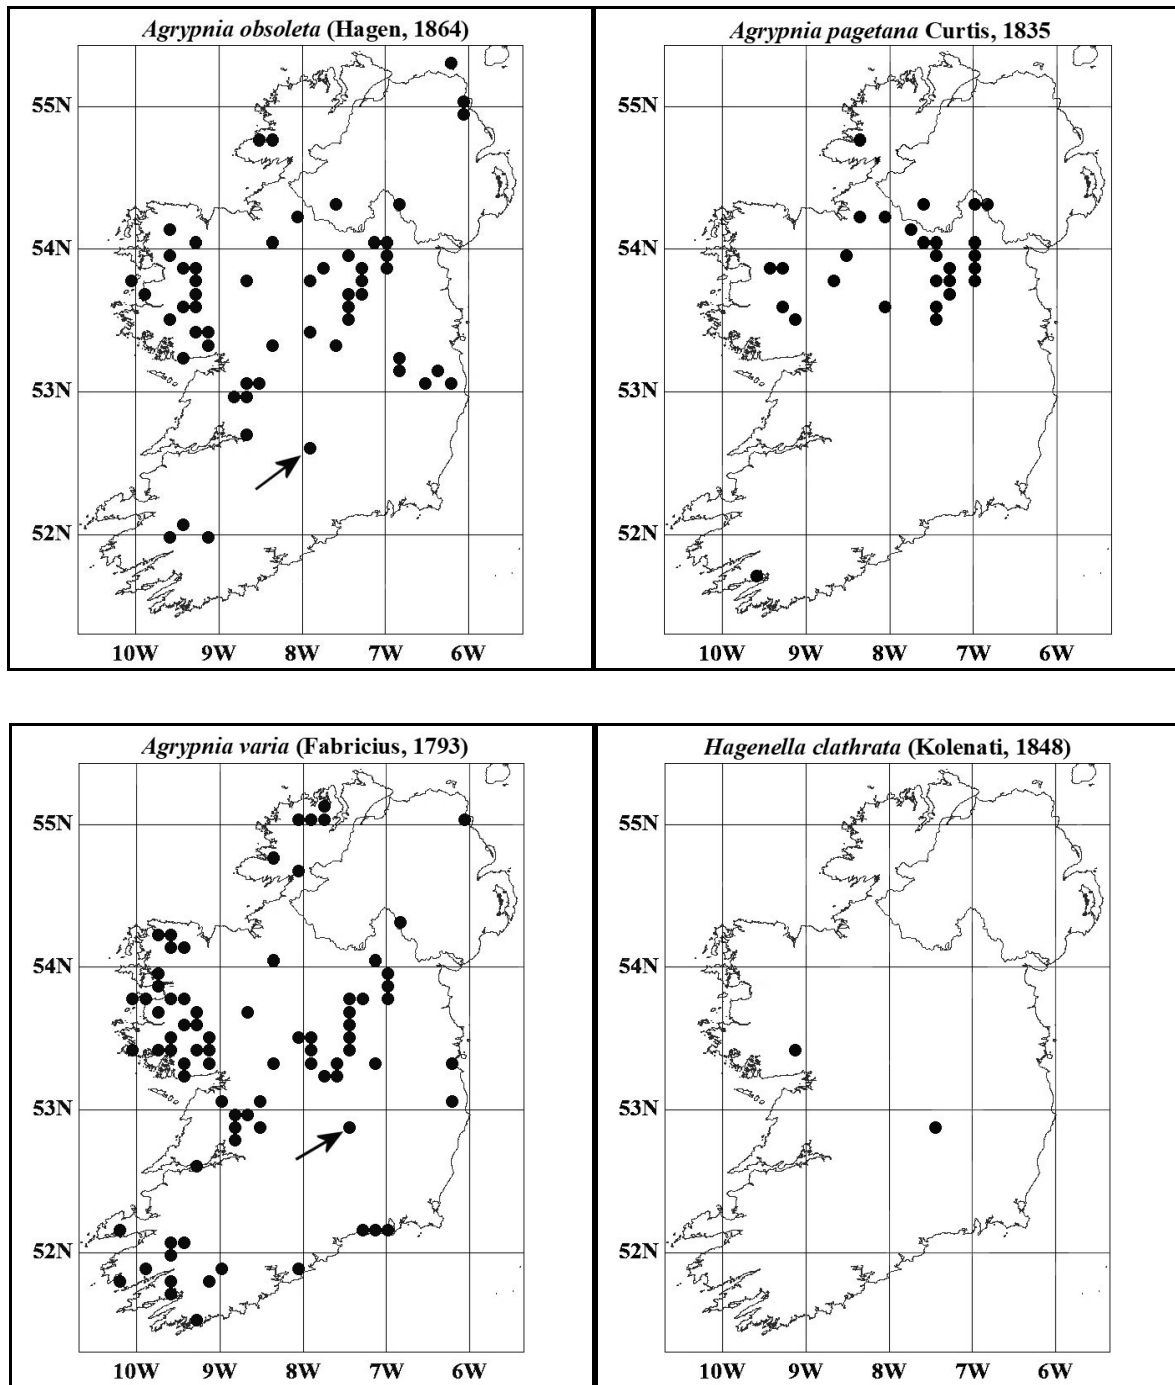 Agrypnia obsoleta (Hagen, 1864)
55N
54N
53N
52N
10W 9W 8W 7W 6W
Agrypnia pagetana Curtis, 1835
55N
54N
53N
52N
10W 9W 8W 7W 6W
Agrypnia varia (Fabricius, 1793)
55N
54N
53N
52N
10W 9W 8W 7W 6W
Hagenella clathrata (Kolenati, 1848)
55N
54N
53N
52N
10W 9W 8W 7W 6W